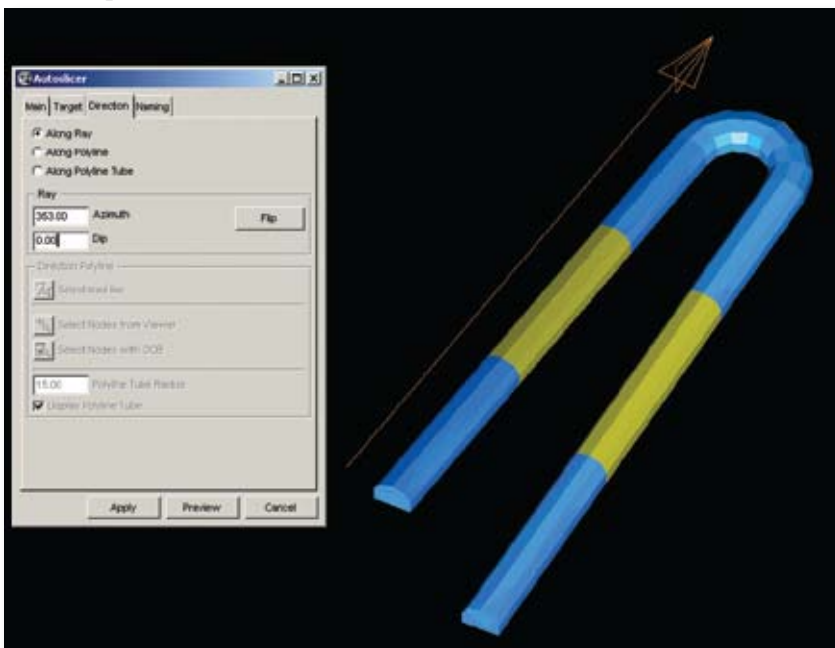 Autoslicer
Main Target Direction Naming
Along Ray
Along Polyline
Along Polyline Tube
Ray
353.00 Azimuth Flip
0.00 Dip
Direction Polyline
Select Nodes from Viewer
Select Nodes with DCB
15.00 Polyline Tube Radius
Display Polyline Tube
Apply Preview Cancel